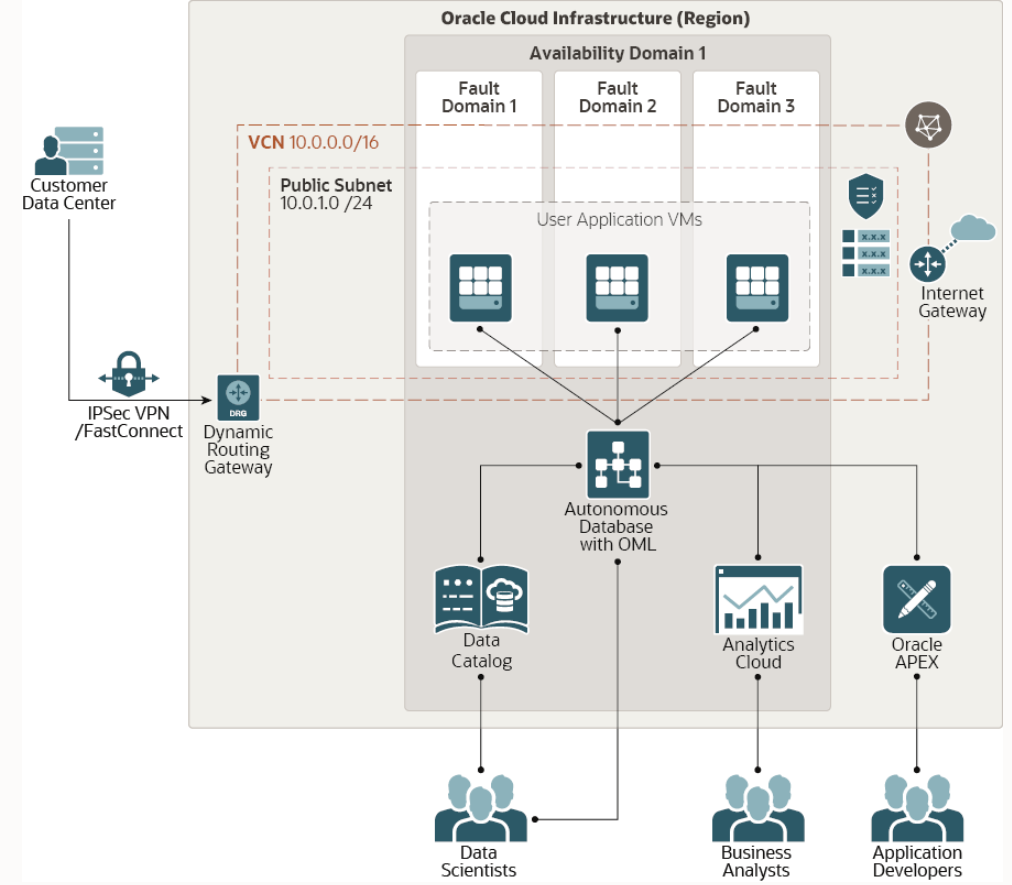 Oracle Cloud Infrastructure (Region)
Availability Domain 1
Fault
Domain 1
Fault
Domain 2
Fault
Domain 3
VCN 10.0.0.0/16
Public Subnet
10.0.1.0 /24
User Application VMs
Customer
Data Center
x.x.x
x.x.x
x.x.x
Internet
Gateway
IPSec VPN
/FastConnect
DRG
Dynamic
Routing
Gateway
Autonomous
Database
with OML
Data
Catalog
Analytics
Cloud
Oracle
APEX
Data
Scientists
Business
Analysts
Application
Developers